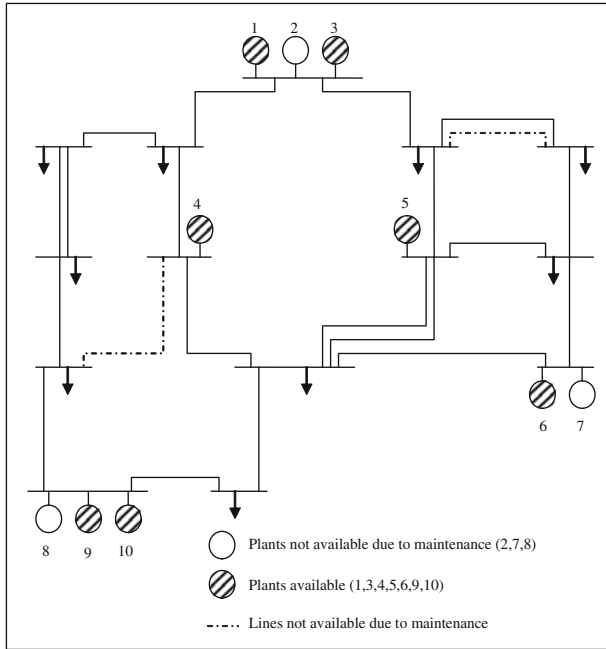 1 2 3
4 5
6 7
8 9 10
Plants not available due to maintenance (2,7,8)
Plants available (1,3,4,5,6,9,10)
Lines not available due to maintenance